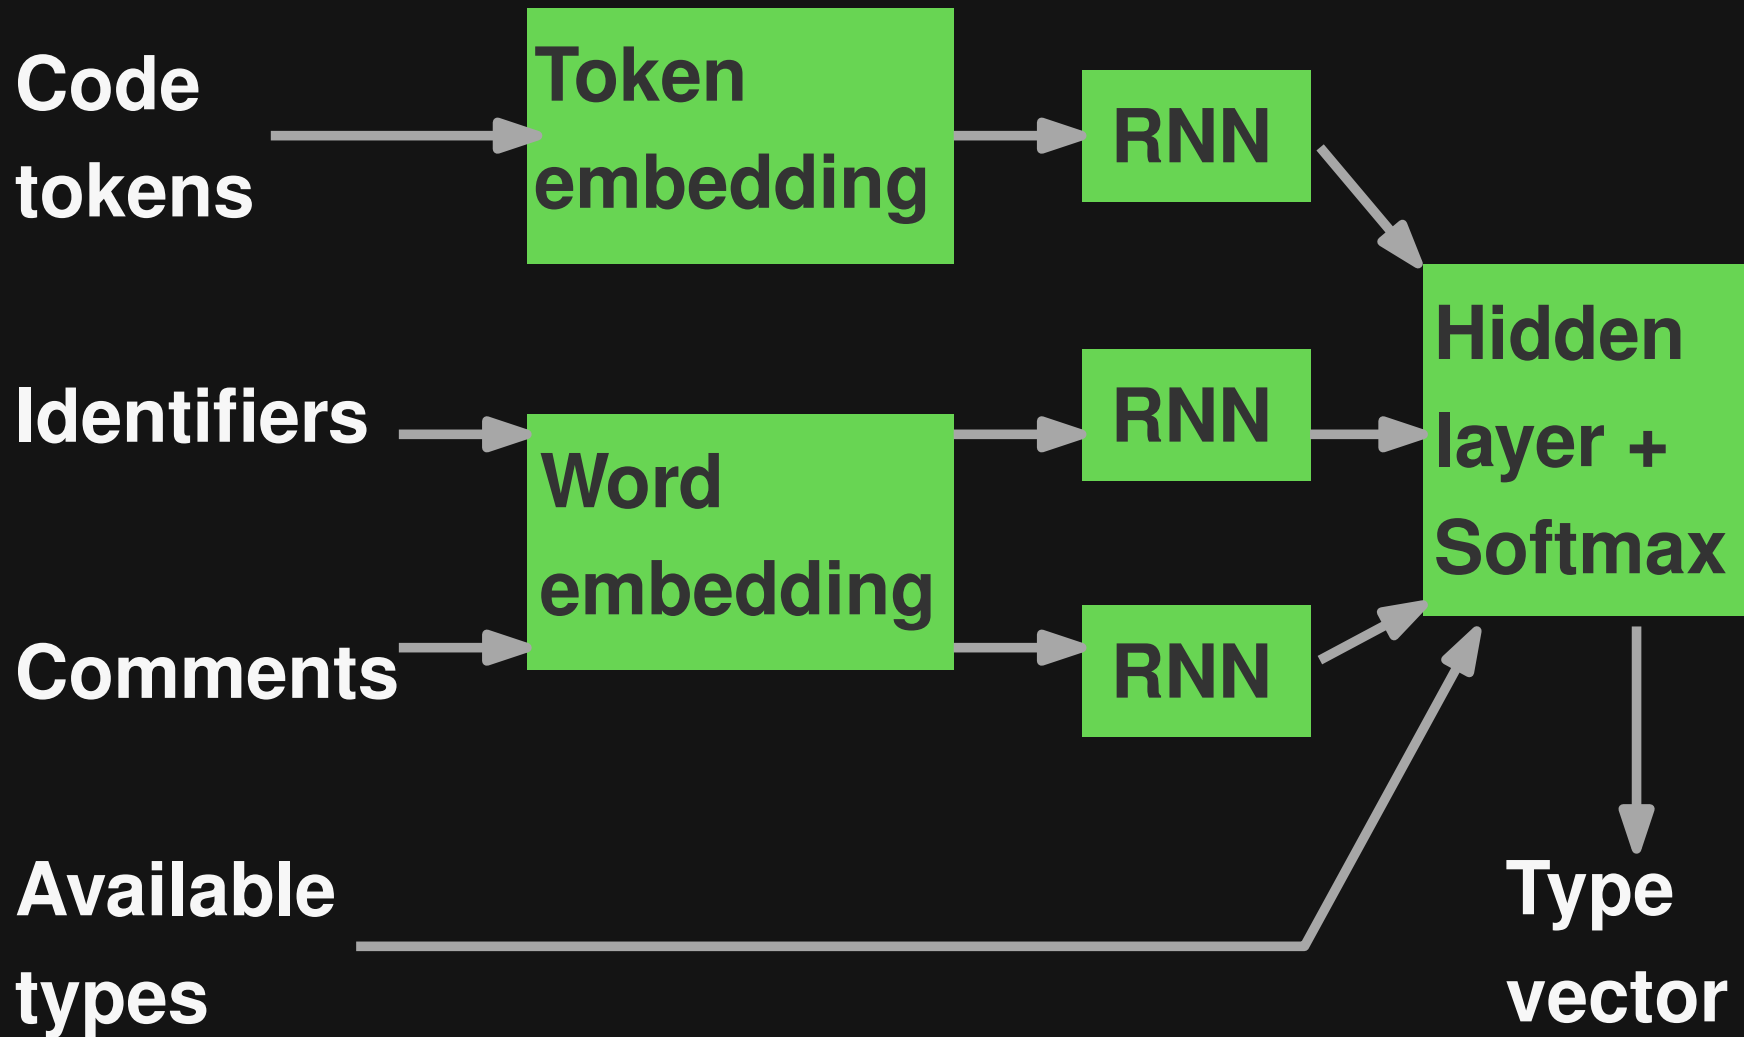 Code
tokens
Token
embedding
RNN
Identifiers
Word
embedding
RNN
Comments
RNN
Hidden
layer +
Softmax
Available
types
Type
vector